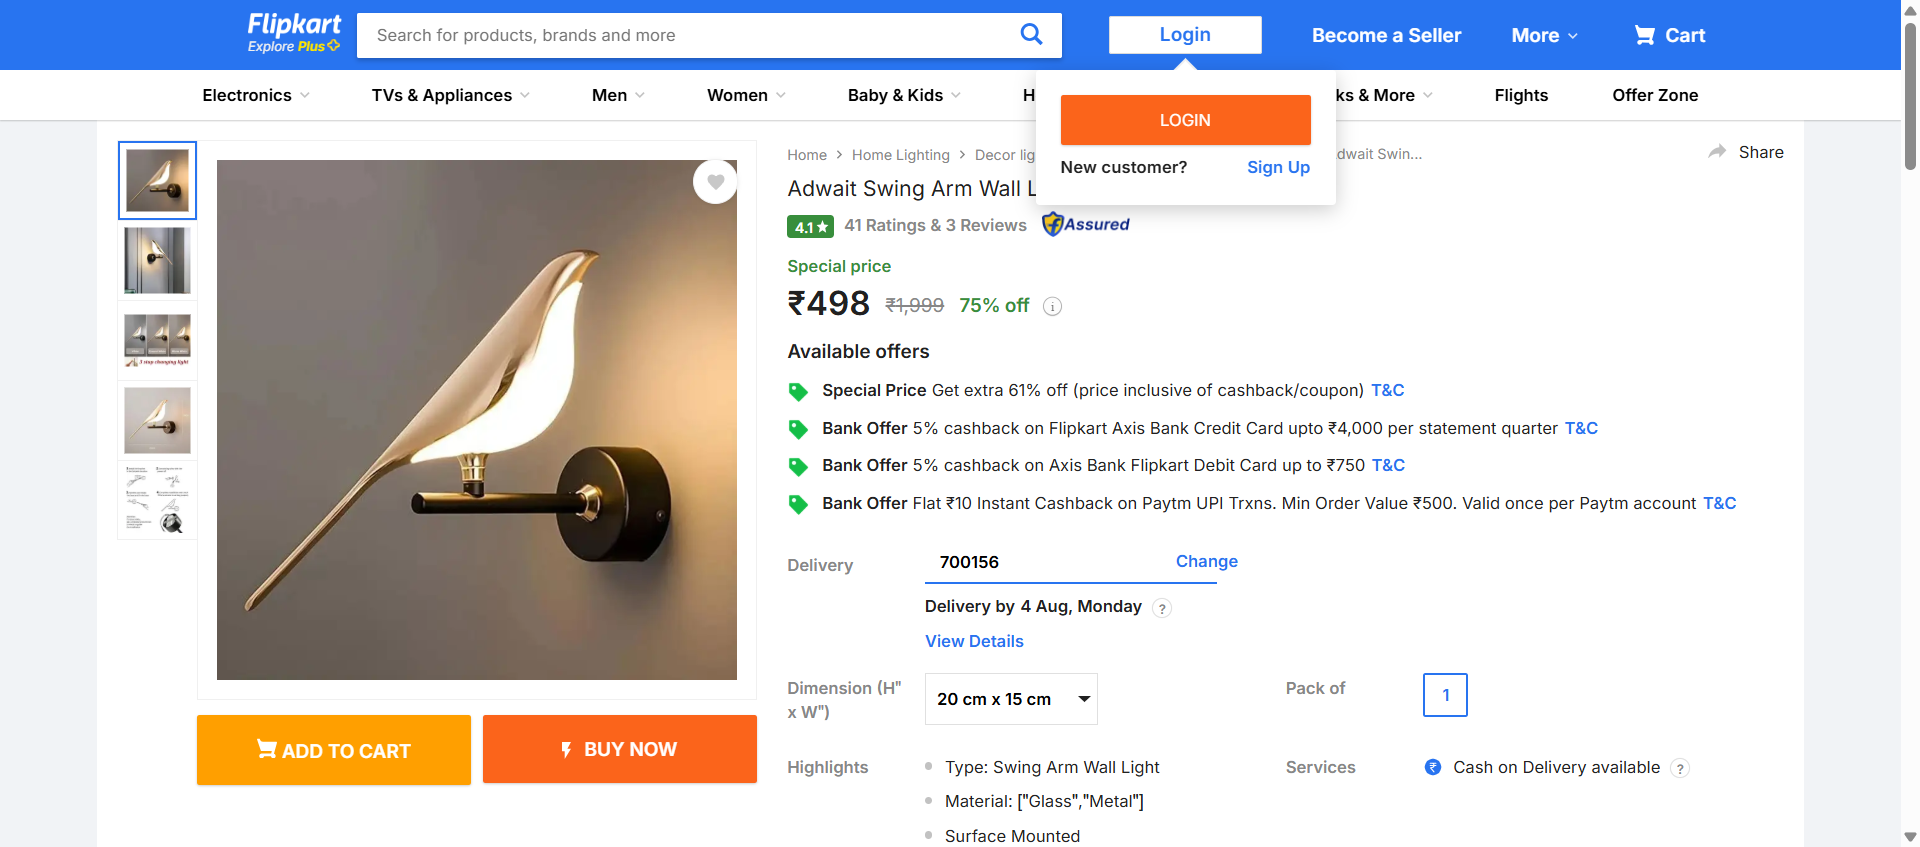 Flipkart
Explore Plus
Search for products, brands and more
Login
Become a Seller
More
Cart
Electronics
TVs & Appliances
Men
Women
Baby & Kids
H
ks & More
Flights
Offer Zone
LOGIN
New customer?
Sign Up
Home
Home Lighting
Decor lig
dwait Swin...
Share
Adwait Swing Arm Wall L
4.1
41 Ratings & 3 Reviews
Assured
Special price
₹498
₹1,999
75% off
Available offers
Special Price Get extra 61% off (price inclusive of cashback/coupon) T&C
Bank Offer 5% cashback on Flipkart Axis Bank Credit Card upto ₹4,000 per statement quarter T&C
Bank Offer 5% cashback on Axis Bank Flipkart Debit Card up to ₹750 T&C
Bank Offer Flat ₹10 Instant Cashback on Paytm UPI Trxns. Min Order Value ₹500. Valid once per Paytm account T&C
Delivery
700156
Change
Delivery by 4 Aug, Monday
?
View Details
Dimension (H"
x W")
20 cm x 15 cm
Pack of
1
ADD TO CART
BUY NOW
Highlights
Type: Swing Arm Wall Light
Material: ["Glass","Metal"]
Surface Mounted
Services
Cash on Delivery available
?
3 step changing light